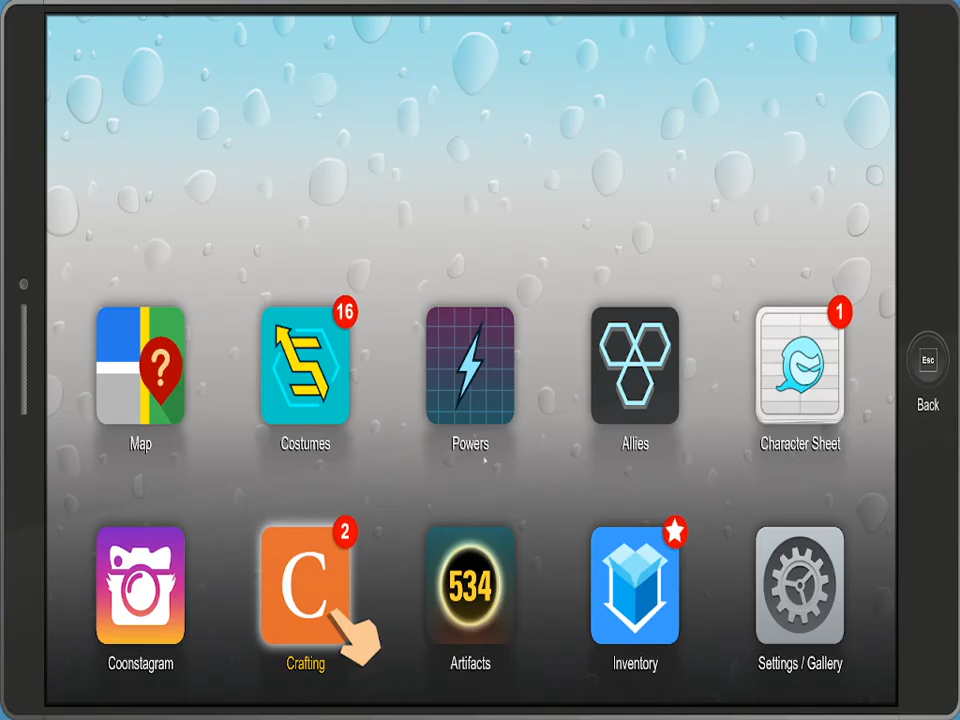 16
1
?
Esc
Back
Map
Costumes
Powers
Allies
Character Sheet
2
C
534
Coonstagram
Crafting
Artifacts
Inventory
Settings / Gallery